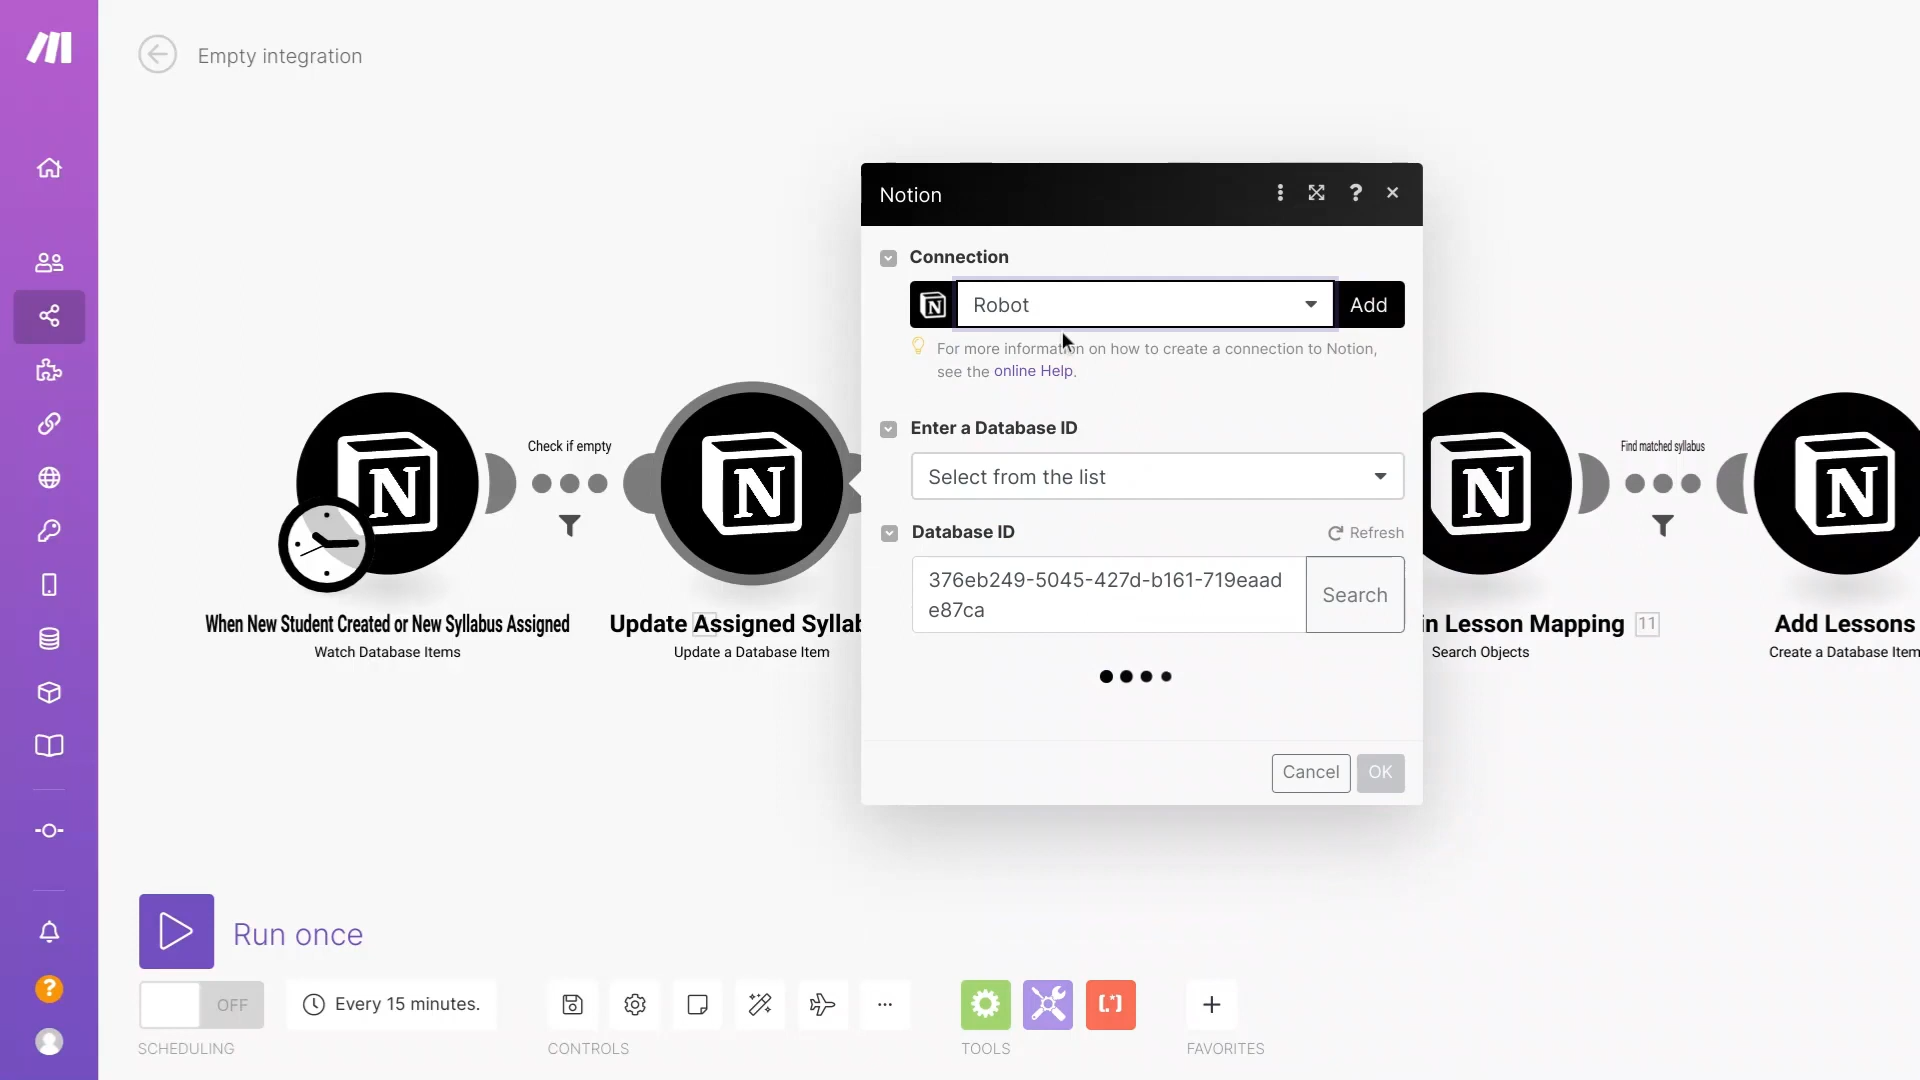 Empty integration
Notion
Connection
Robot
Add
For more information on how to create a connection to Notion,
see the online Help.
Enter a Database ID
Select from the list
Database ID
Refresh
376eb249-5045-427d-b161-719eaad
e87ca
Search
Cancel
OK
Check if empty
When New Student Created or New Syllabus Assigned
Watch Database Items
Update Assigned Syllab
Update a Database Item
in Lesson Mapping 11
Search Objects
Find matched syllabus
Add Lessons
Create a Database Item
Run once
OFF
Every 15 minutes.
SCHEDULING
CONTROLS
TOOLS
FAVORITES